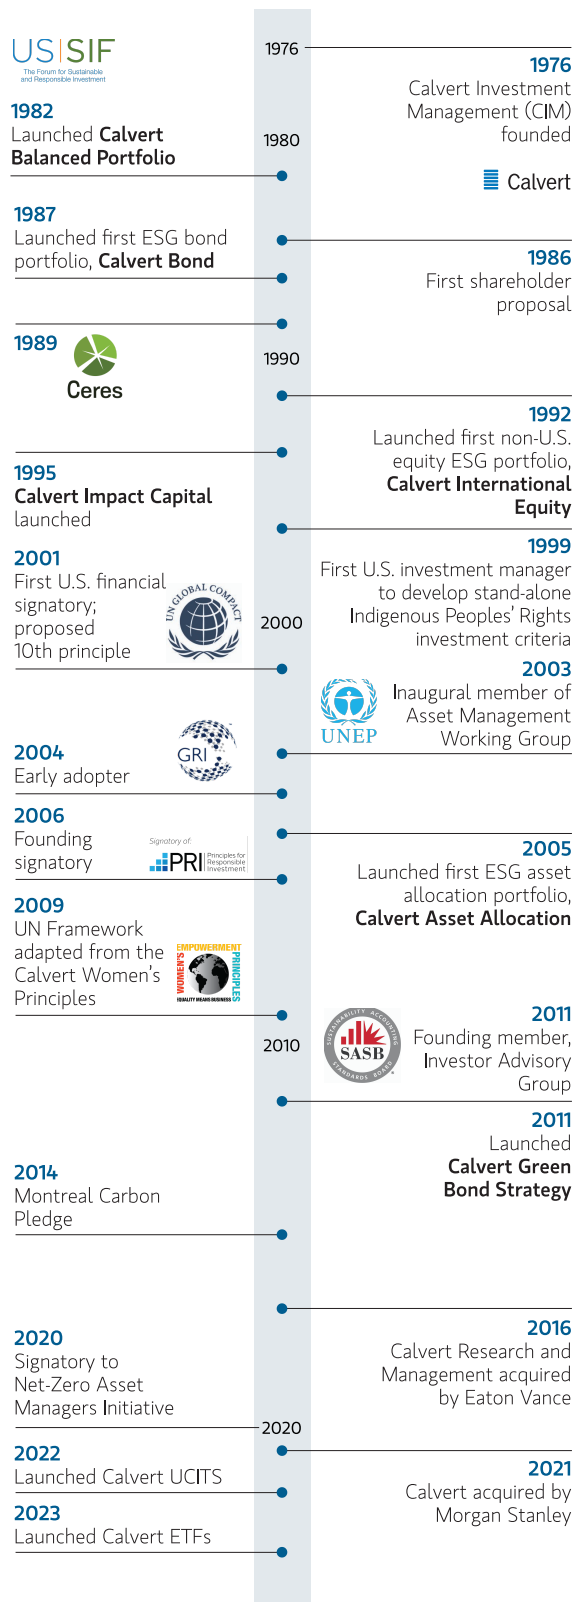 US|SIF
The Forum for Sustainable
and Responsible Investment
1976
1976
Calvert Investment
Management (CIM)
founded
Calvert
1982
Launched Calvert
Balanced Portfolio
1980
1987
Launched first ESG bond
portfolio, Calvert Bond
1986
First shareholder
proposal
1989
Ceres
1990
1992
Launched first non-U.S.
equity ESG portfolio,
Calvert International
Equity
1995
Calvert Impact Capital
launched
1999
First U.S. investment manager
to develop stand-alone
Indigenous Peoples’ Rights
investment criteria
2001
First U.S. financial
signatory;
proposed
10th principle
UN GLOBAL COMPACT
2000
2003
Inaugural member of
Asset Management
Working Group
UNEP
2004
Early adopter
GRI
2006
Founding
signatory
Signatory of:
PRI
Principles for
Responsible
Investment
2005
Launched first ESG asset
allocation portfolio,
Calvert Asset Allocation
2009
UN Framework
adapted from the
Calvert Women’s
Principles
WOMEN'S
EMPOWERMENT
PRINCIPLES
EQUALITY MEANS BUSINESS
2010
2011
Founding member,
Investor Advisory
Group
SUSTAINABILITY ACCOUNTING
SASB
STANDARDS BOARD
2011
Launched
Calvert Green
Bond Strategy
2014
Montreal Carbon
Pledge
2016
Calvert Research and
Management acquired
by Eaton Vance
2020
Signatory to
Net-Zero Asset
Managers Initiative
2020
2021
Calvert acquired by
Morgan Stanley
2022
Launched Calvert UCITS
2023
Launched Calvert ETFs